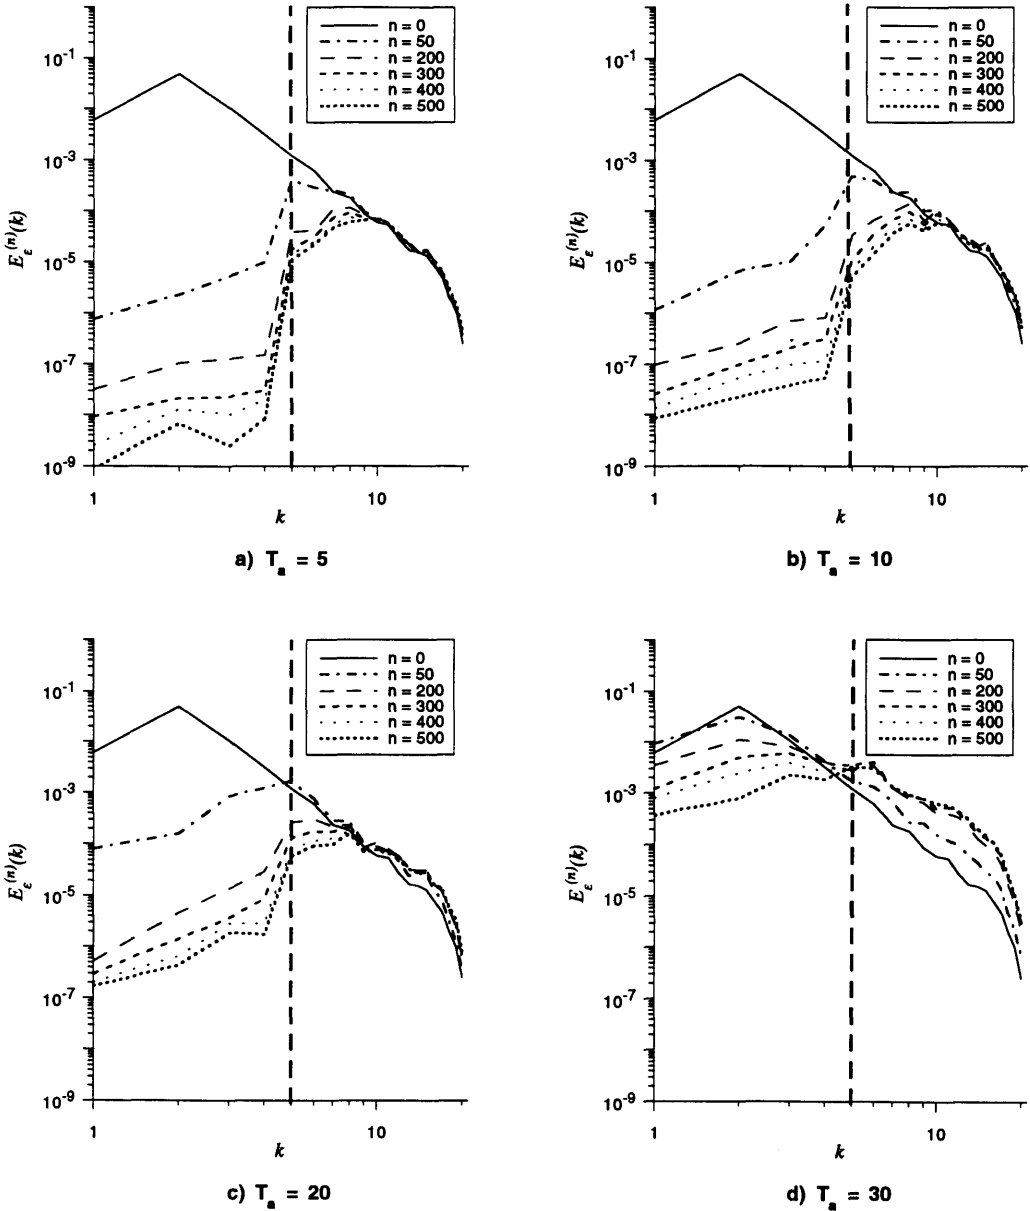 n = 0
n = 50
n = 200
n = 300
n = 400
n = 500
10⁻¹
10⁻³
10⁻⁵
10⁻⁷
10⁻⁹
E_ε⁽ⁿ⁾(k)
1
10
k
a) Tₐ = 5
n = 0
n = 50
n = 200
n = 300
n = 400
n = 500
10⁻¹
10⁻³
10⁻⁵
10⁻⁷
10⁻⁹
E_ε⁽ⁿ⁾(k)
1
10
k
b) Tₐ = 10
n = 0
n = 50
n = 200
n = 300
n = 400
n = 500
10⁻¹
10⁻³
10⁻⁵
10⁻⁷
10⁻⁹
E_ε⁽ⁿ⁾(k)
1
10
k
c) Tₐ = 20
n = 0
n = 50
n = 200
n = 300
n = 400
n = 500
10⁻¹
10⁻³
10⁻⁵
10⁻⁷
10⁻⁹
E_ε⁽ⁿ⁾(k)
1
10
k
d) Tₐ = 30